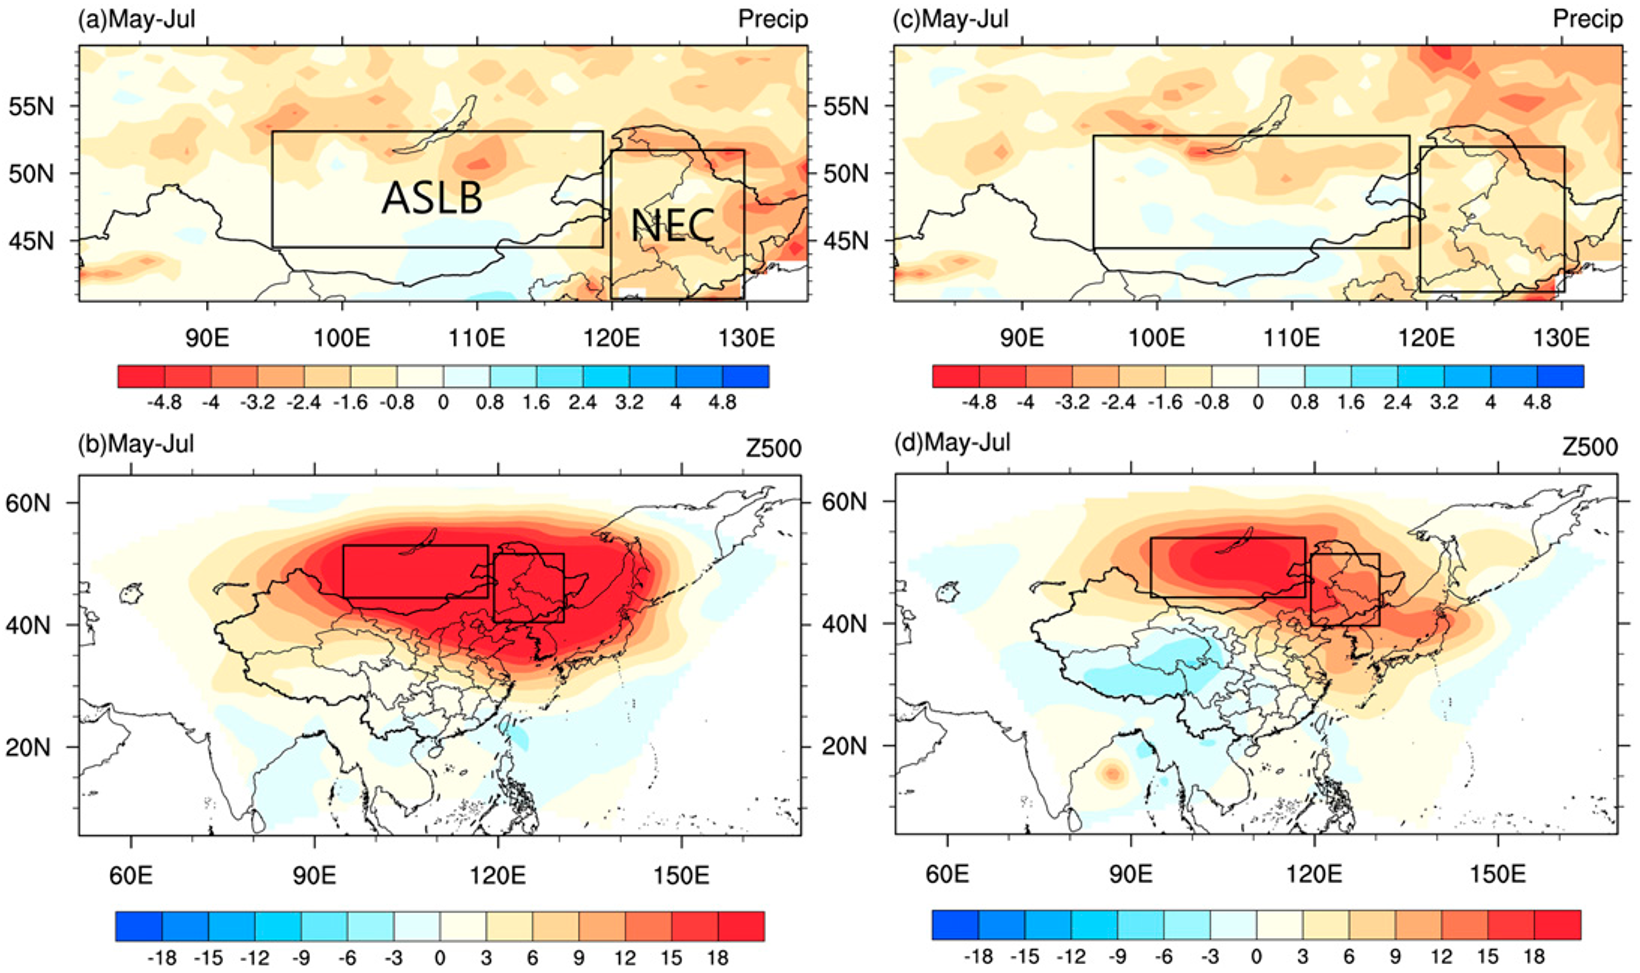 (a)May-Jul Precip
55N
50N
45N
ASLB
NEC
90E 100E 110E 120E 130E
-4.8 -4 -3.2 -2.4 -1.6 -0.8 0 0.8 1.6 2.4 3.2 4 4.8
(c)May-Jul Precip
55N
50N
45N
90E 100E 110E 120E 130E
-4.8 -4 -3.2 -2.4 -1.6 -0.8 0 0.8 1.6 2.4 3.2 4 4.8
(b)May-Jul Z500
60N
40N
20N
60E 90E 120E 150E
-18 -15 -12 -9 -6 -3 0 3 6 9 12 15 18
(d)May-Jul Z500
60N
40N
20N
60E 90E 120E 150E
-18 -15 -12 -9 -6 -3 0 3 6 9 12 15 18